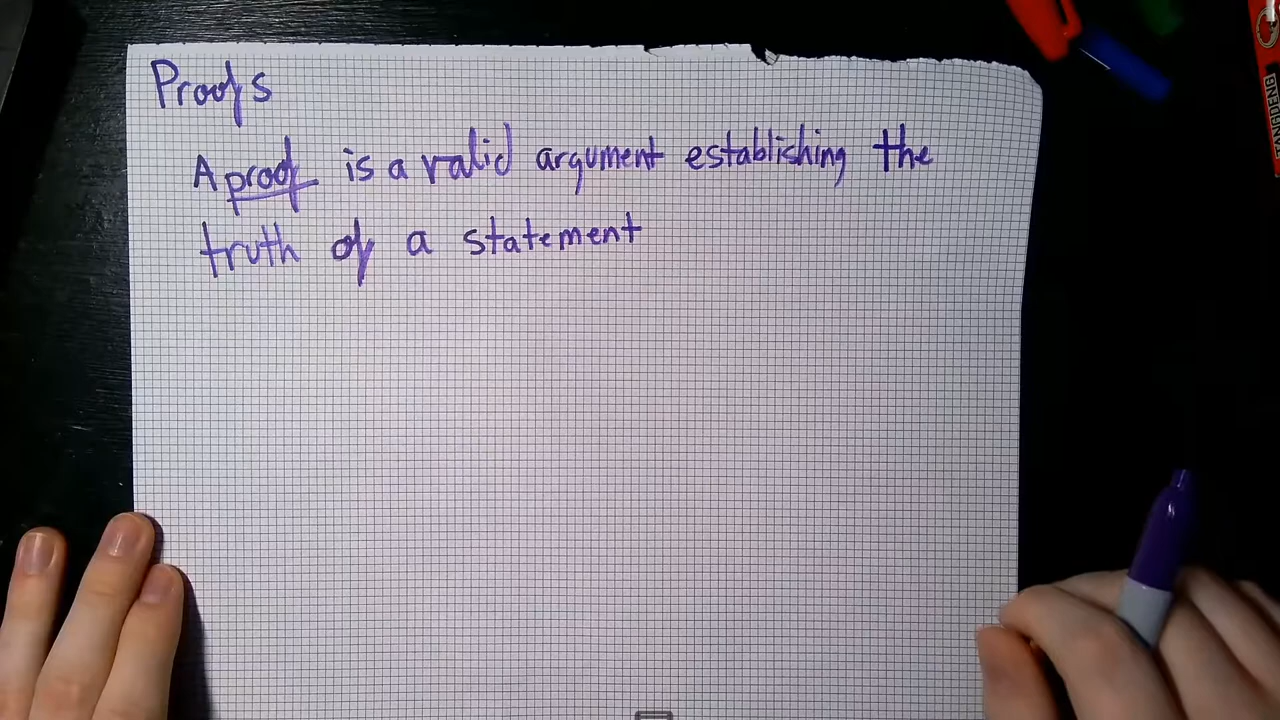 Proofs
A proof is a valid argument establishing the
truth of a statement